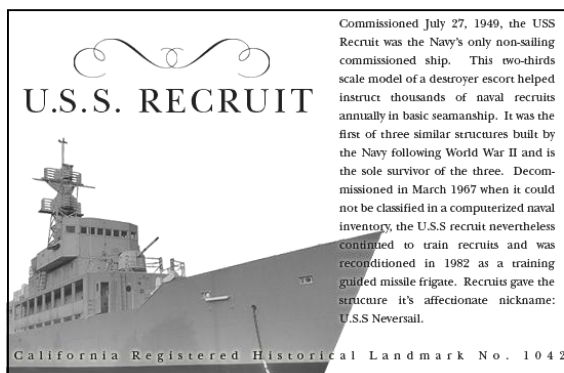 U.S.S. RECRUIT
Commissioned July 27, 1949, the USS
Recruit was the Navy's only non-sailing
commissioned ship. This two-thirds
scale model of a destroyer escort helped
instruct thousands of naval recruits
annually in basic seamanship. It was the
first of three similar structures built by
the Navy following World War II and is
the sole survivor of the three. Decom-
missioned in March 1967 when it could
not be classified in a computerized naval
inventory, the U.S.S recruit nevertheless
continued to train recruits and was
reconditioned in 1982 as a training
guided missile frigate. Recruits gave the
structure it's affectionate nickname:
U.S.S Neversail.
California Registered Historical Landmark No. 1042